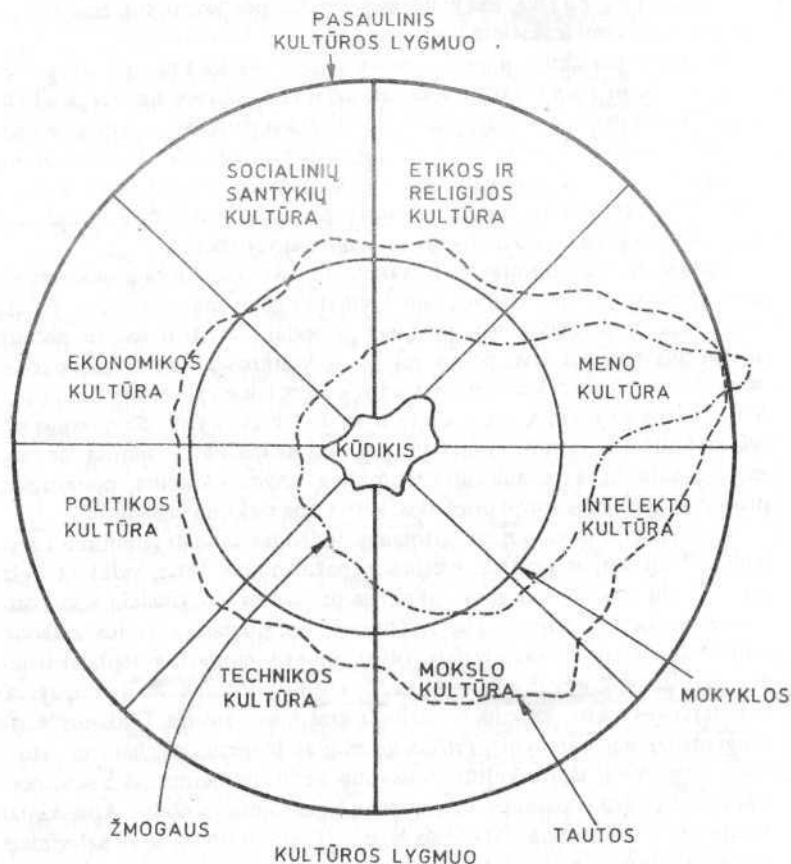 PASAULINIS
KULTŪROS LYGMUO
SOCIALINIŲ
SANTYKIŲ
KULTŪRA
ETIKOS IR
RELIGIJOS
KULTŪRA
EKONOMIKOS
KULTŪRA
MENO
KULTŪRA
KŪDIKIS
POLITIKOS
KULTŪRA
INTELEKTO
KULTŪRA
TECHNIKOS
KULTŪRA
MOKSLO
KULTŪRA
MOKYKLOS
ŽMOGAUS
TAUTOS
KULTŪROS LYGMUO